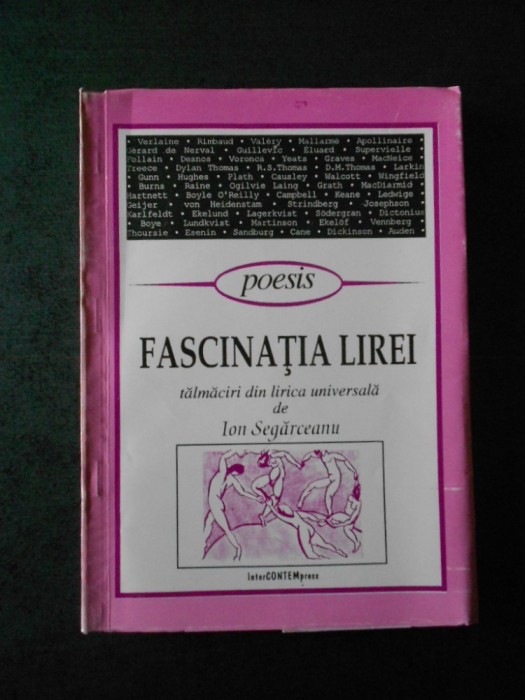 • Verlaine • Rimbaud • Valéry • Mallarmé • Apollinaire •
Gérard de Nerval • Guillevic • Éluard • Supervielle •
Follain • Desnos • Voronca • Yeats • Graves • MacNeice •
Treece • Dylan Thomas • R.S.Thomas • D.M.Thomas • Larkin
• Gunn • Hughes • Plath • Causley • Walcott • Wingfield
• Burns • Raine • Ogilvie Laing • Grath • MacDiarmid •
Hartnett • Boyle O'Reilly • Campbell • Keane • Ledwige •
Geijer • von Heidenstam • Strindberg • Josephson •
Karlfeldt • Ekelund • Lagerkvist • Södergran • Dictonius
• Boye • Lundkvist • Martinson • Ekelöf • Vennberg •
Thoursie • Esenin • Sandburg • Cane • Dickinson • Auden •
poesis
FASCINAŢIA LIREI
tălmăciri din lirica universală
de
Ion Segărceanu
InterCONTEMpress